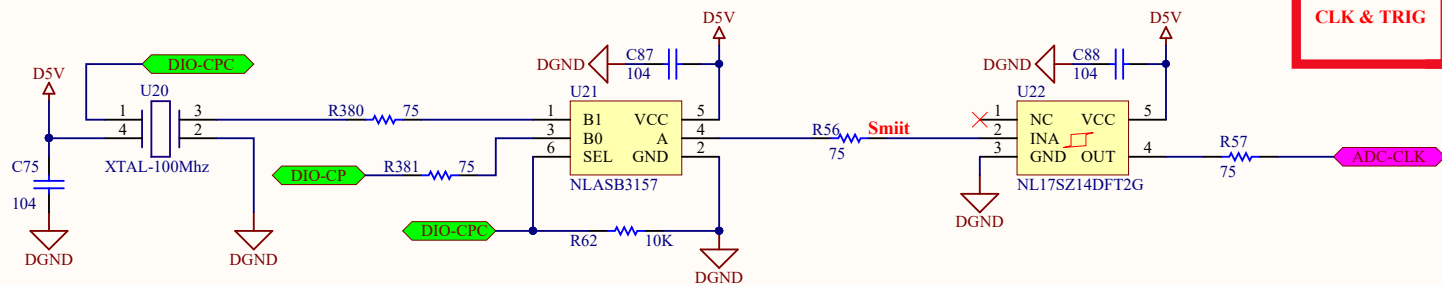 CLK & TRIG
D5V
DIO-CPC
U20
1
4
3
2
XTAL-100Mhz
C75
104
DGND
DGND
R380
75
DIO-CP
R381
75
DIO-CPC
R62
10K
D5V
C87
DGND
104
U21
1
B1
VCC
5
3
B0
A
4
6
SEL
GND
2
NLASB3157
DGND
R56
Smiit
75
D5V
C88
DGND
104
U22
1
NC
VCC
5
2
INA
3
GND
OUT
4
NL17SZ14DFT2G
DGND
R57
75
ADC-CLK